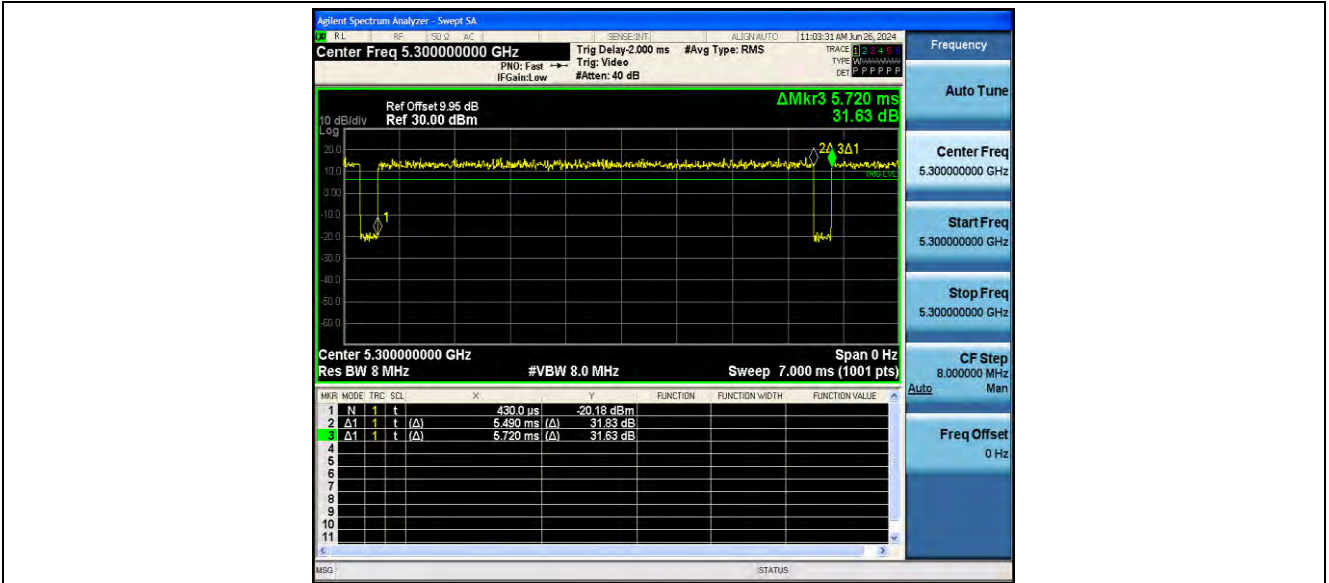 Agilent Spectrum Analyzer - Swept SA
RL RF 50 Ω AC SENSE:INT ALIGN AUTO 11:03:31 AM Jun 26, 2024
Center Freq 5.300000000 GHz
PNO: Fast
IFGain:Low
Trig Delay-2.000 ms
Trig: Video
#Atten: 40 dB
#Avg Type: RMS
TRACE 1 2 3 4 5 6
TYPE
DET P P P P P P
ΔMkr3 5.720 ms
31.63 dB
Ref Offset 9.95 dB
10 dB/div Ref 30.00 dBm
Log
20.0
10.0
0.00
-10.0
-20.0
-30.0
-40.0
-50.0
-60.0
1
2Δ 3Δ1
TRIG LVL
Center 5.300000000 GHz Span 0 Hz
Res BW 8 MHz #VBW 8.0 MHz Sweep 7.000 ms (1001 pts)
MKR MODE TRC SCL X Y FUNCTION FUNCTION WIDTH FUNCTION VALUE
1 N 1 t 430.0 µs -20.18 dBm
2 Δ1 1 t (Δ) 5.490 ms (Δ) 31.83 dB
3 Δ1 1 t (Δ) 5.720 ms (Δ) 31.63 dB
4
5
6
7
8
9
10
11
MSG STATUS
Frequency
Auto Tune
Center Freq
5.300000000 GHz
Start Freq
5.300000000 GHz
Stop Freq
5.300000000 GHz
CF Step
8.000000 MHz
Auto Man
Freq Offset
0 Hz